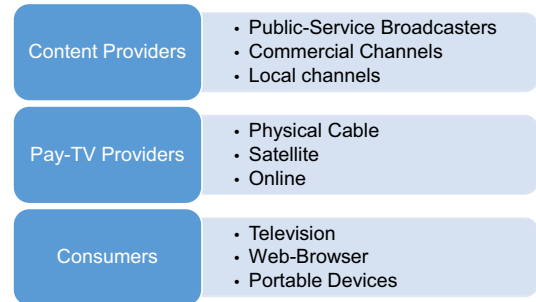 Content Providers
• Public-Service Broadcasters
• Commercial Channels
• Local channels
Pay-TV Providers
• Physical Cable
• Satellite
• Online
Consumers
• Television
• Web-Browser
• Portable Devices